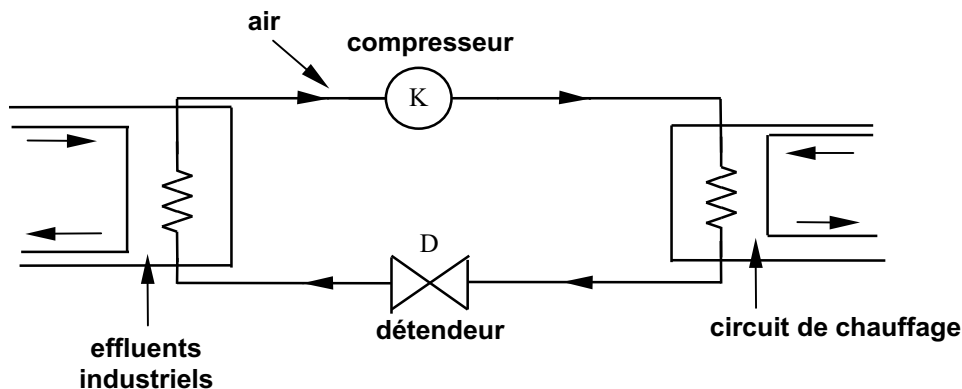 air
compresseur
K
D
détendeur
circuit de chauffage
effluents
industriels